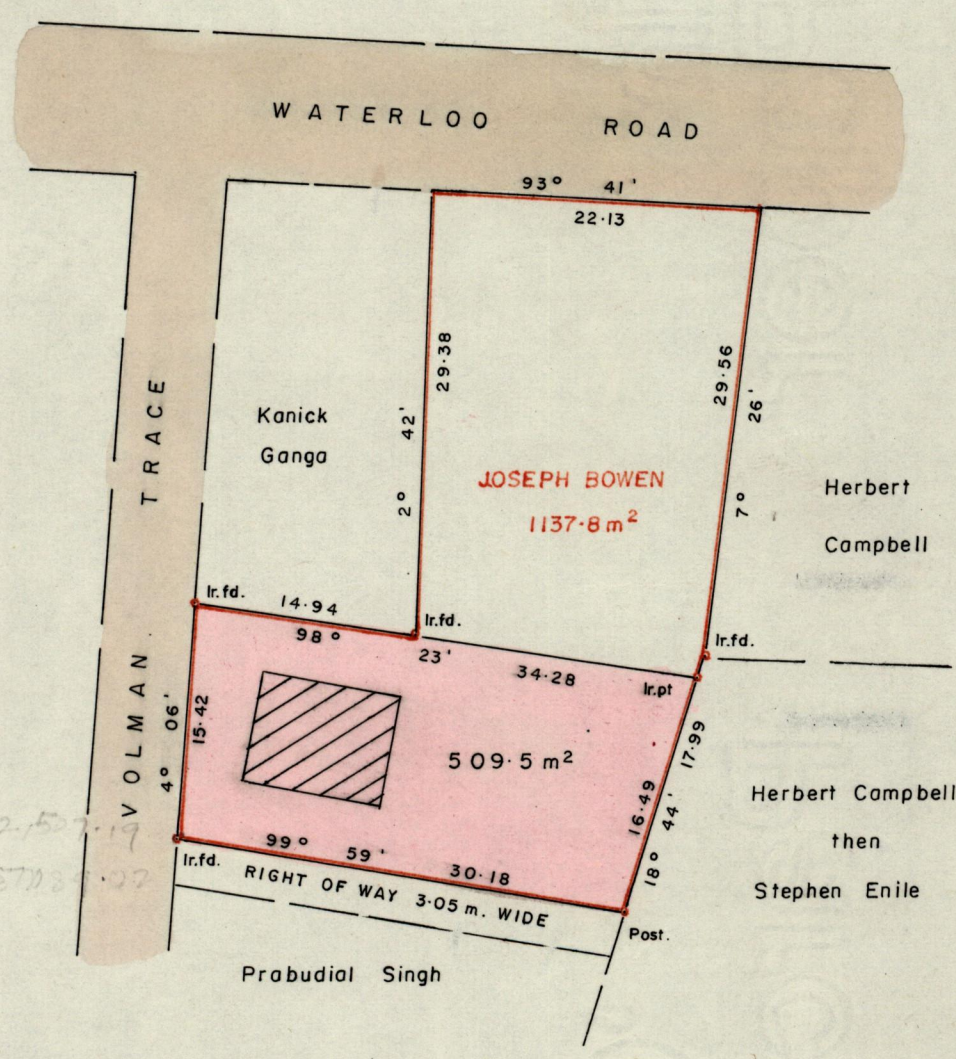 WATERLOO ROAD
93° 41'
22·13
29·38
2° 42'
29·56
7° 26'
Kanick
Ganga
JOSEPH BOWEN
1137·8 m²
Herbert
Campbell
VOLMAN TRACE
Ir.fd.
14·94
98° 23'
Ir.fd.
34·28
Ir.fd.
Ir.pt
4° 06'
15·42
509·5 m²
16·49
17·99
18° 44'
Herbert Campbell
then
Stephen Enile
99° 59'
30·18
Ir.fd.
RIGHT OF WAY 3·05 m. WIDE
Post.
Prabudial Singh